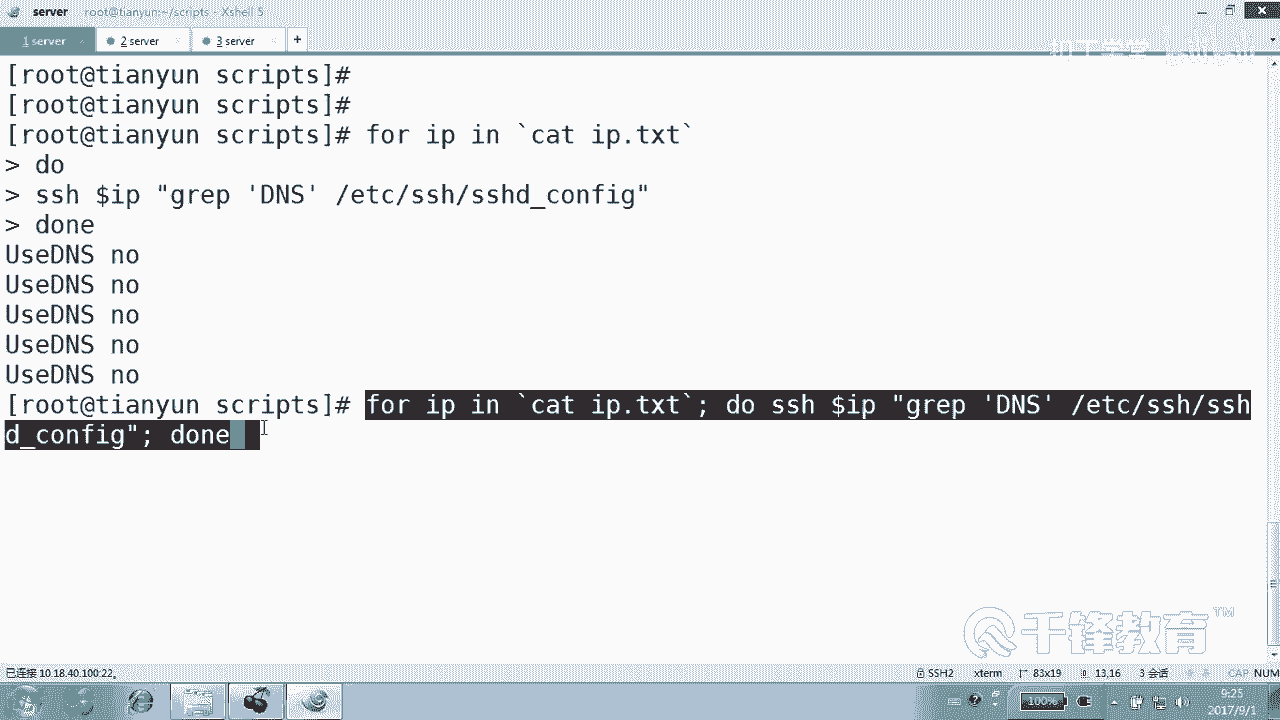 server root@tianyun:~/scripts - Xshell 5
1 server 2 server 3 server +
[root@tianyun scripts]#
[root@tianyun scripts]#
[root@tianyun scripts]# for ip in `cat ip.txt`
> do
> ssh $ip "grep 'DNS' /etc/ssh/sshd_config"
> done
UseDNS no
UseDNS no
UseDNS no
UseDNS no
UseDNS no
[root@tianyun scripts]# for ip in `cat ip.txt`; do ssh $ip "grep 'DNS' /etc/ssh/ssh
d_config"; done
千锋教育™
已连接 10.18.40.100:22。 SSH2 xterm 83x19 13,16 3 会话 CAP NUM
100% 9:25
2017/9/1